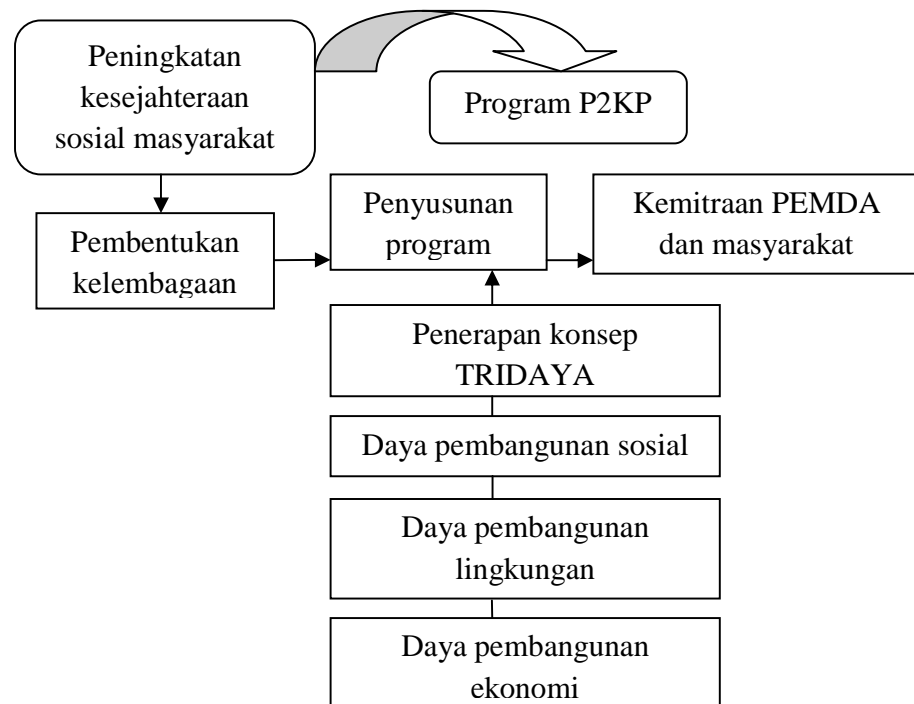 Peningkatan
kesejahteraan
sosial masyarakat
Program P2KP
Pembentukan
kelembagaan
Penyusunan
program
Kemitraan PEMDA
dan masyarakat
Penerapan konsep
TRIDAYA
Daya pembangunan sosial
Daya pembangunan
lingkungan
Daya pembangunan
ekonomi